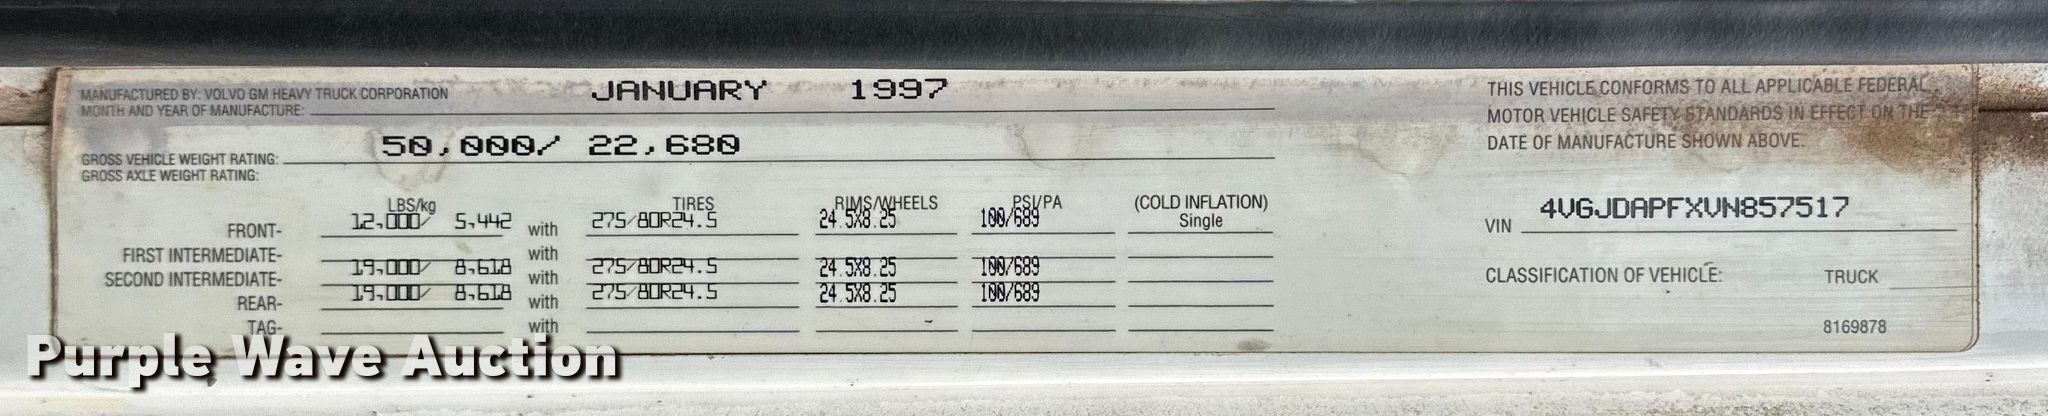 MANUFACTURED BY: VOLVO GM HEAVY TRUCK CORPORATION
MONTH AND YEAR OF MANUFACTURE: JANUARY 1997
GROSS VEHICLE WEIGHT RATING: 50,000/ 22,680
GROSS AXLE WEIGHT RATING:
LBS/kg TIRES RIMS/WHEELS PSI/PA (COLD INFLATION)
FRONT- 12,000/ 5,442 with 275/80R24.5 24.5X8.25 100/689 Single
FIRST INTERMEDIATE- with
SECOND INTERMEDIATE- 19,000/ 8,618 with 275/80R24.5 24.5X8.25 100/689
REAR- 19,000/ 8,618 with 275/80R24.5 24.5X8.25 100/689
TAG- with
THIS VEHICLE CONFORMS TO ALL APPLICABLE FEDERAL
MOTOR VEHICLE SAFETY STANDARDS IN EFFECT ON THE
DATE OF MANUFACTURE SHOWN ABOVE.
VIN 4VGJDAPFXVN857517
CLASSIFICATION OF VEHICLE: TRUCK
8169878
Purple Wave Auction